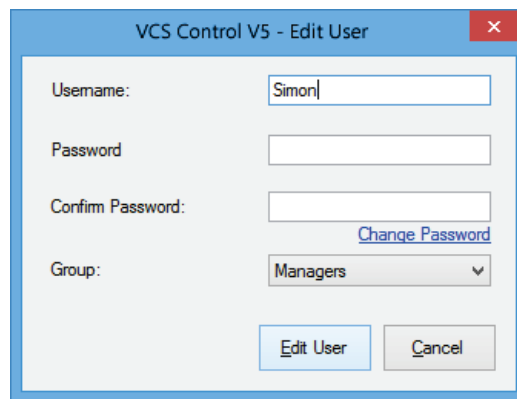 VCS Control V5 - Edit User
Username: Simon
Password
Confirm Password:
Change Password
Group: Managers
Edit User Cancel